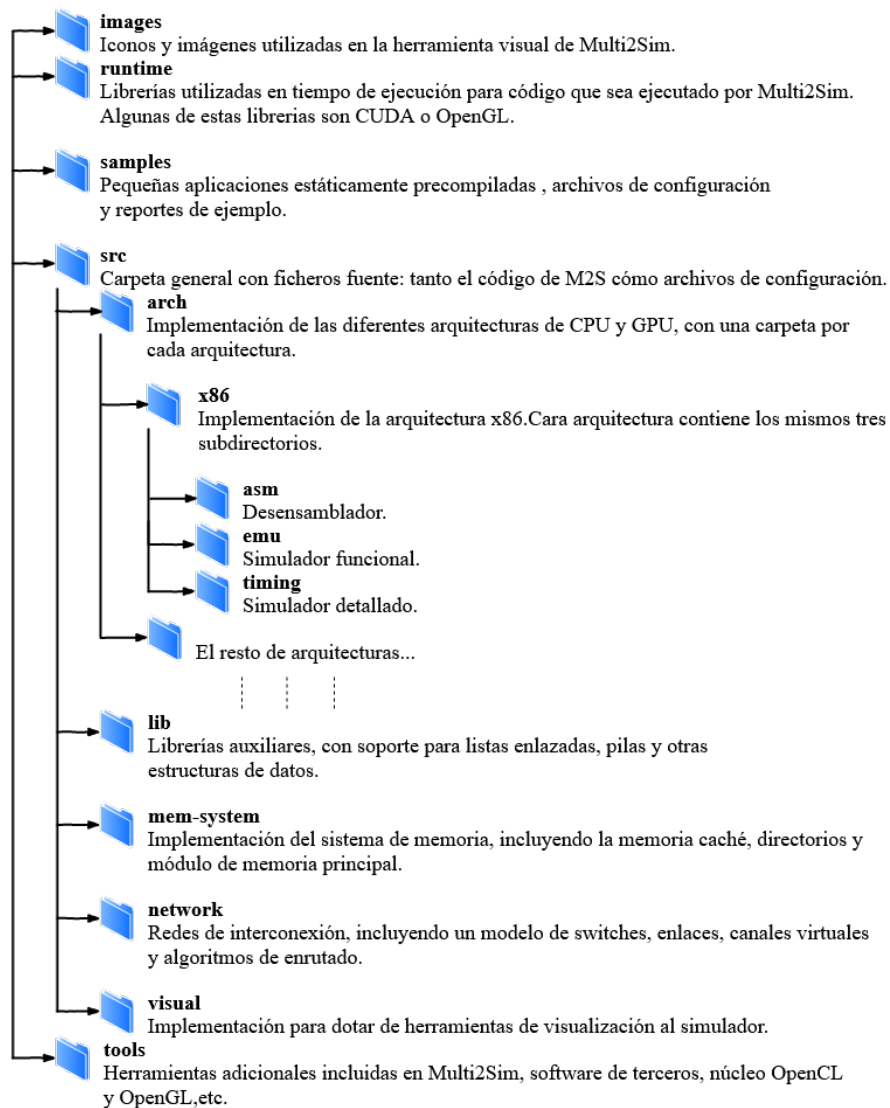 images
Iconos y imágenes utilizadas en la herramienta visual de Multi2Sim.
runtime
Librerías utilizadas en tiempo de ejecución para código que sea ejecutado por Multi2Sim.
Algunas de estas librerias son CUDA o OpenGL.
samples
Pequeñas aplicaciones estáticamente precompiladas , archivos de configuración
y reportes de ejemplo.
src
Carpeta general con ficheros fuente: tanto el código de M2S cómo archivos de configuración.
arch
Implementación de las diferentes arquitecturas de CPU y GPU, con una carpeta por
cada arquitectura.
x86
Implementación de la arquitectura x86.Cara arquitectura contiene los mismos tres
subdirectorios.
asm
Desensamblador.
emu
Simulador funcional.
timing
Simulador detallado.
El resto de arquitecturas...
lib
Librerías auxiliares, con soporte para listas enlazadas, pilas y otras
estructuras de datos.
mem-system
Implementación del sistema de memoria, incluyendo la memoria caché, directorios y
módulo de memoria principal.
network
Redes de interconexión, incluyendo un modelo de switches, enlaces, canales virtuales
y algoritmos de enrutado.
visual
Implementación para dotar de herramientas de visualización al simulador.
tools
Herramientas adicionales incluidas en Multi2Sim, software de terceros, núcleo OpenCL
y OpenGL,etc.